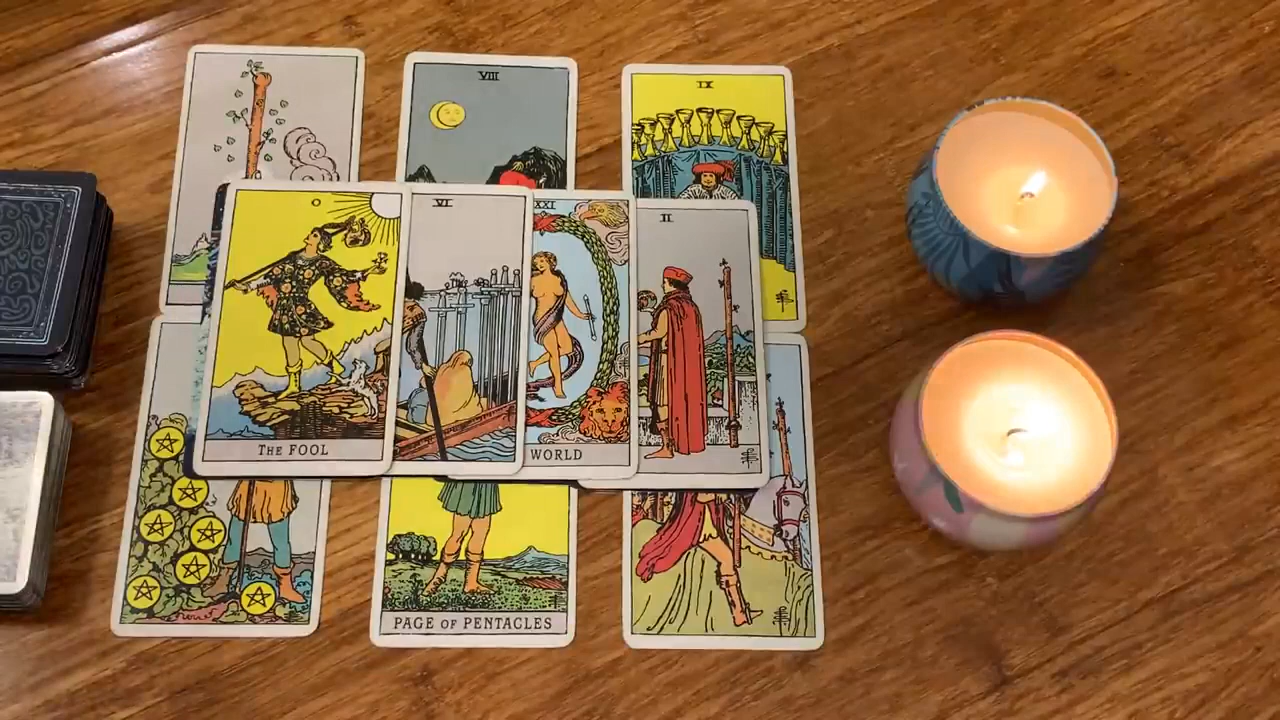 VIII
IX
0
VI
XXI
II
THE FOOL
WORLD
PAGE OF PENTACLES